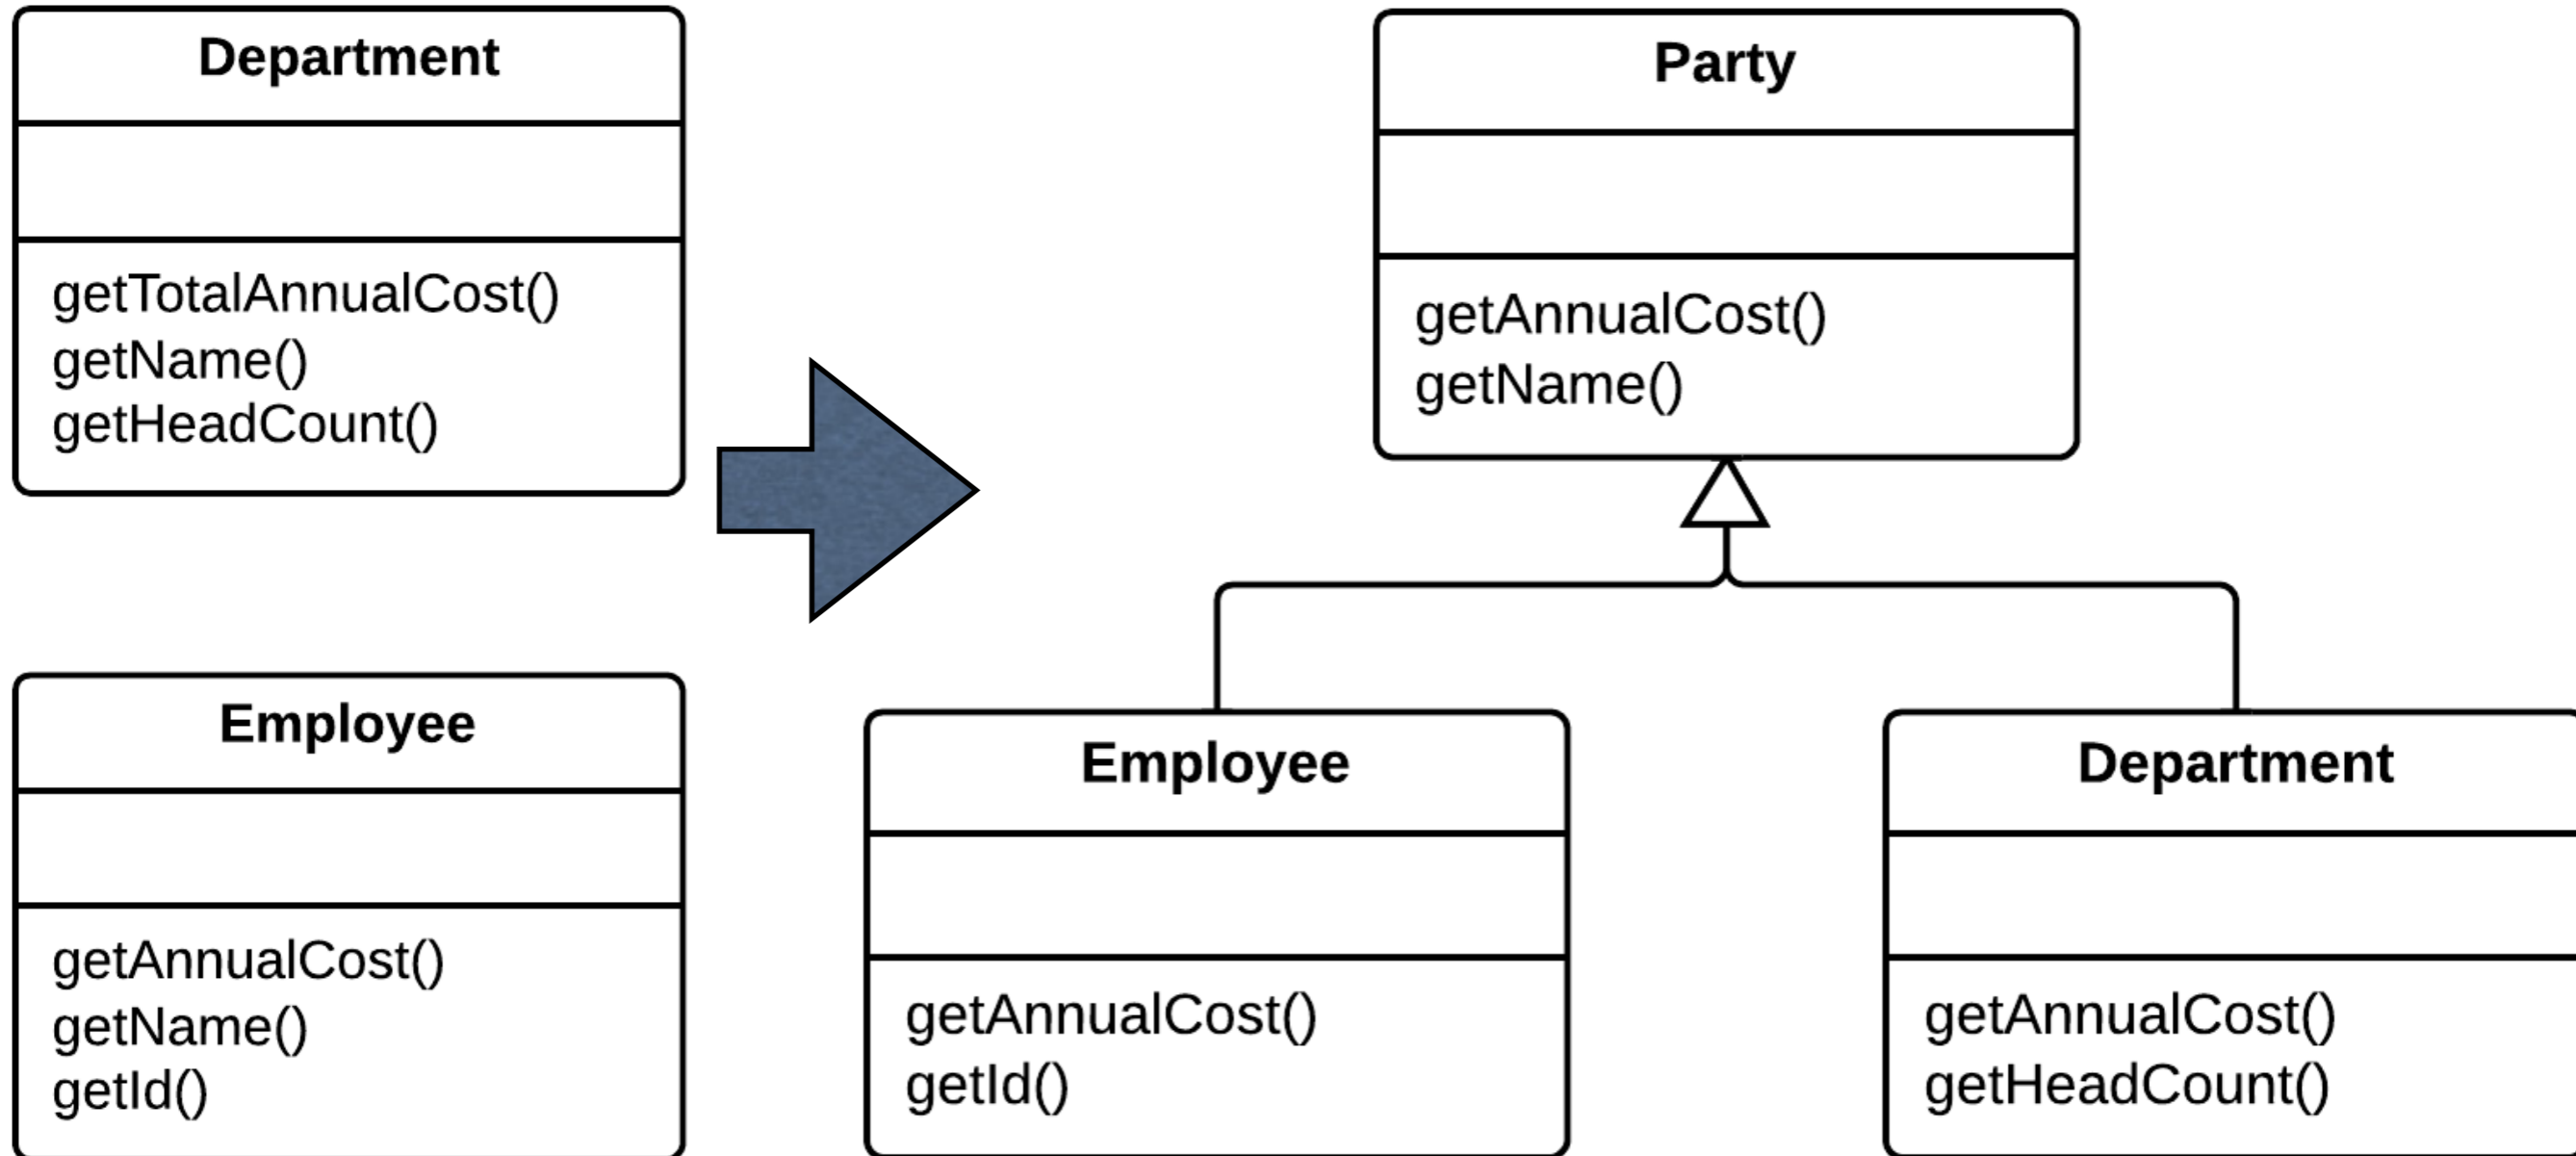 Department
getTotalAnnualCost()
getName()
getHeadCount()
Employee
getAnnualCost()
getName()
getId()
Party
getAnnualCost()
getName()
Employee
getAnnualCost()
getId()
Department
getAnnualCost()
getHeadCount()